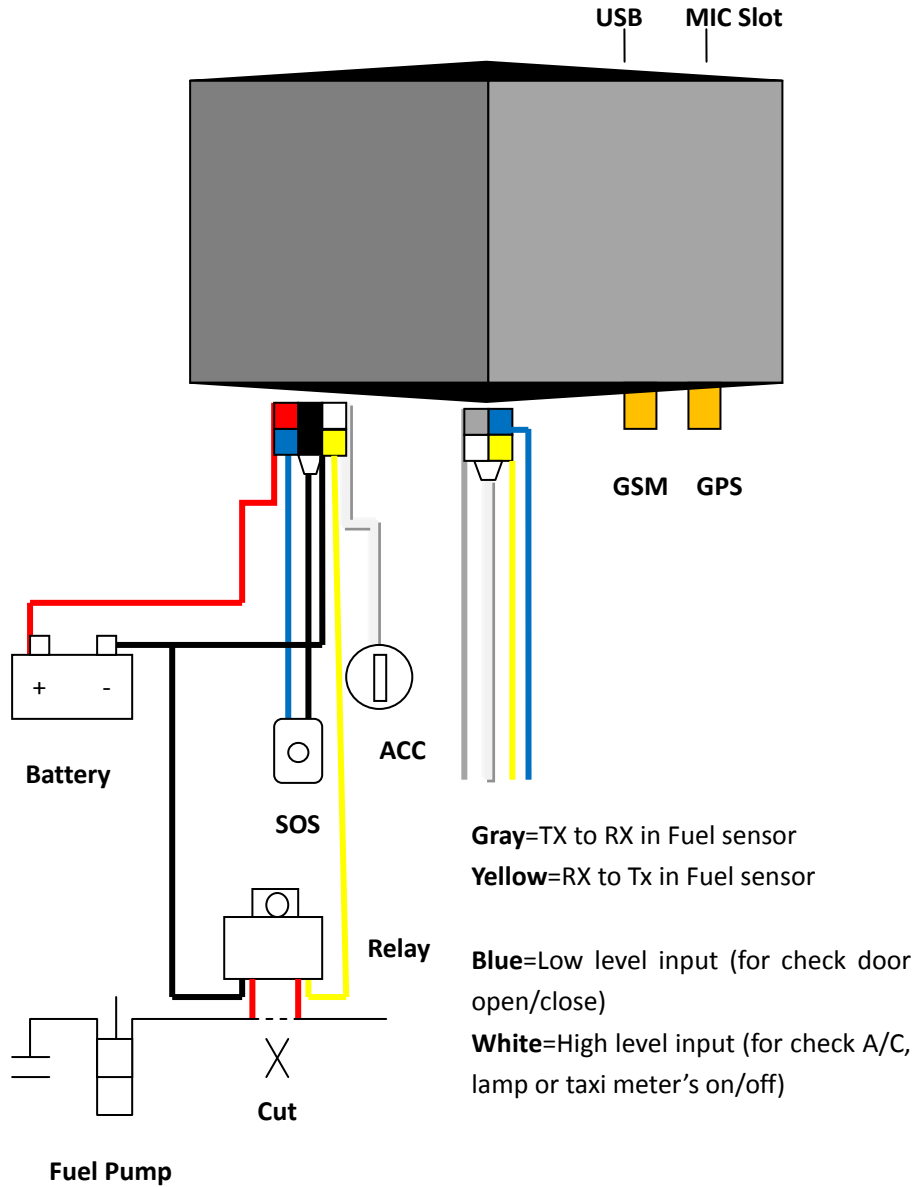 USB MIC Slot
GSM GPS
+ -
ACC
Battery
SOS
Gray=TX to RX in Fuel sensor
Yellow=RX to Tx in Fuel sensor
Relay
Blue=Low level input (for check door
open/close)
White=High level input (for check A/C,
lamp or taxi meter’s on/off)
Cut
Fuel Pump